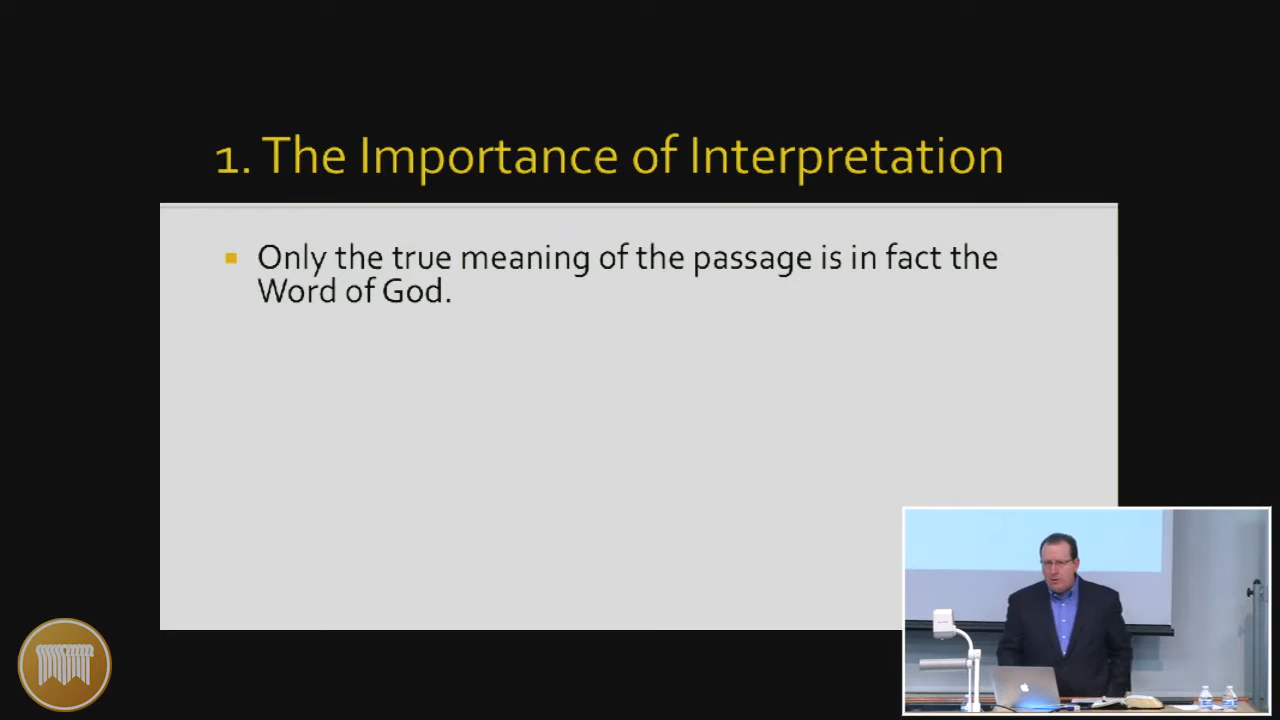 1. The Importance of Interpretation
Only the true meaning of the passage is in fact the
Word of God.